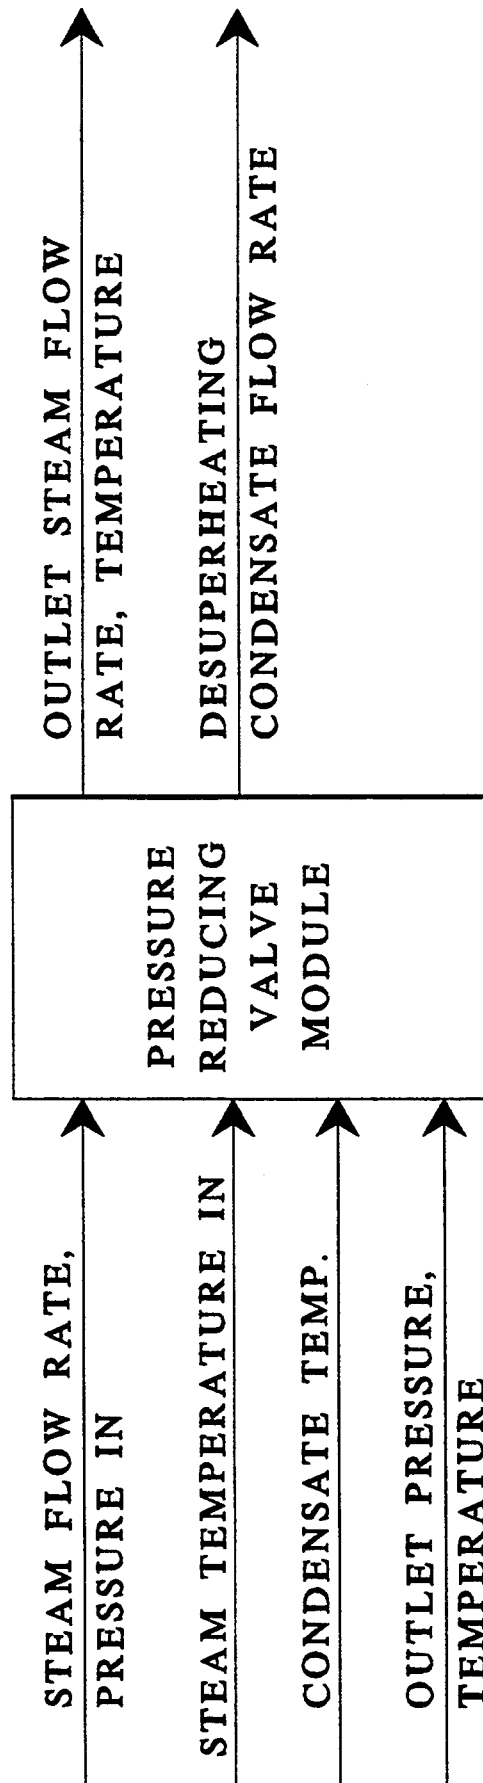 STEAM FLOW RATE,
PRESSURE IN
STEAM TEMPERATURE IN
CONDENSATE TEMP.
OUTLET PRESSURE,
TEMPERATURE
PRESSURE
REDUCING
VALVE
MODULE
OUTLET STEAM FLOW
RATE, TEMPERATURE
DESUPERHEATING
CONDENSATE FLOW RATE